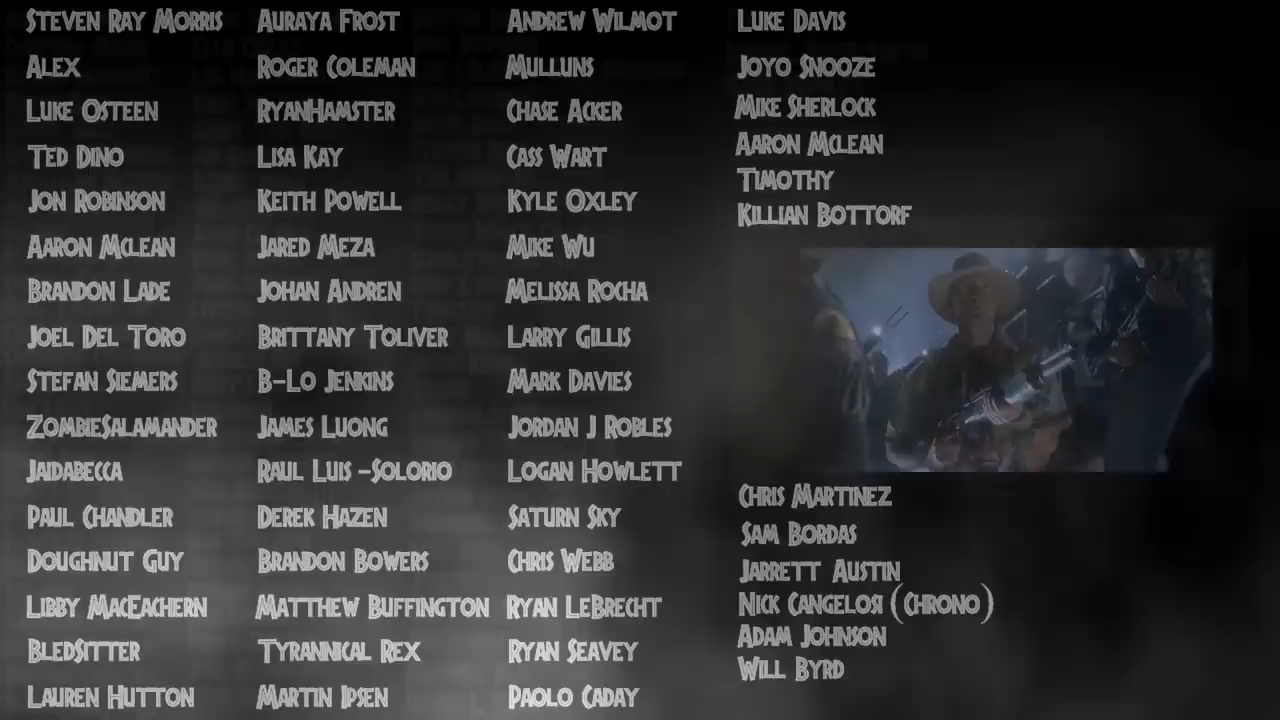 Steven Ray Morris
Alex
Luke Osteen
Ted Dino
Jon Robinson
Aaron Mclean
Brandon Lade
Joel Del Toro
Stefan Siemers
ZombieSalamander
Jaidabecca
Paul Chandler
Doughnut Guy
Libby MacEachern
BledSitter
Lauren Hutton
Auraya Frost
Roger Coleman
RyanHamster
Lisa Kay
Keith Powell
Jared Meza
Johan Andren
Brittany Toliver
B-Lo Jenkins
James Luong
Raul Luis -Solorio
Derek Hazen
Brandon Bowers
Matthew Buffington
Tyrannical Rex
Martin Ipsen
Andrew Wilmot
Mulluns
Chase Acker
Cass Wart
Kyle Oxley
Mike Wu
Melissa Rocha
Larry Gillis
Mark Davies
Jordan J Robles
Logan Howlett
Saturn Sky
Chris Webb
Ryan LeBrecht
Ryan Seavey
Paolo Caday
Luke Davis
Joyo Snooze
Mike Sherlock
Aaron Mclean
Timothy
Killian Bottorf
Chris Martinez
Sam Bordas
Jarrett Austin
Nick Cangelosi (Chrono)
Adam Johnson
Will Byrd